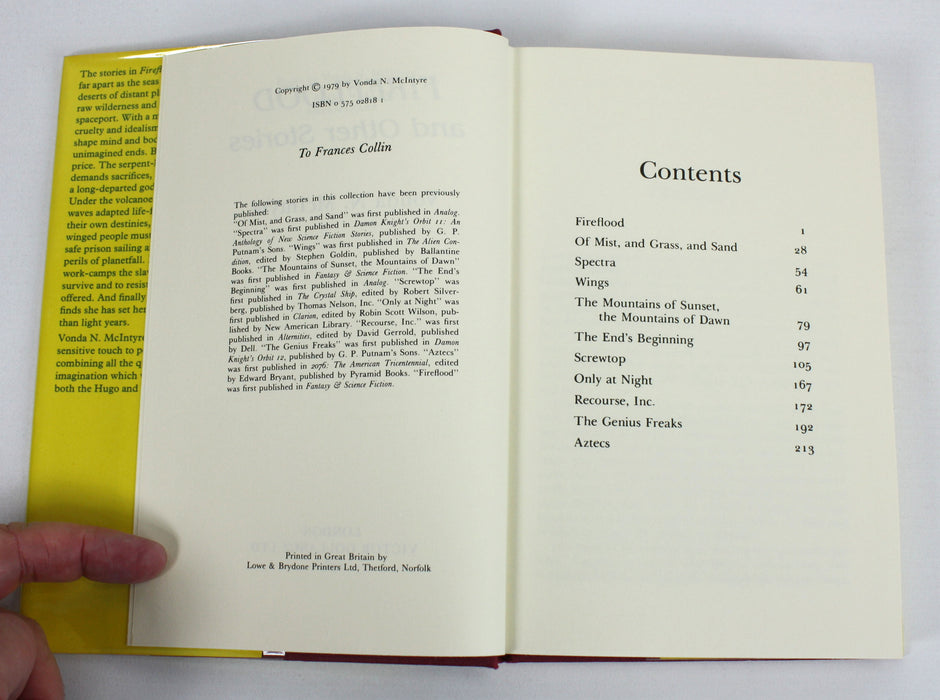 The stories in Firefl
far apart as the seas
deserts of distant pl
raw wilderness and
spaceport. With a m
cruelty and idealism
shape mind and bod
unimagined ends. B
price. The serpent-
demands sacrifices,
a long-departed god
Under the volcanoe
waves adapted life-f
their own destinies,
winged people mus
safe prison sailing a
perils of planetfall.
work-camps the sla
survive and to resis
offered. And finally
finds she has set her
than light years.
Vonda N. McIntyre
sensitive touch to p
combining all the q
imagination which
both the Hugo and
Copyright © 1979 by Vonda N. McIntyre
ISBN 0 575 02818 1
To Frances Collin
The following stories in this collection have been previously
published:
"Of Mist, and Grass, and Sand" was first published in Analog.
"Spectra" was first published in Damon Knight's Orbit 11: An
Anthology of New Science Fiction Stories, published by G. P.
Putnam's Sons. "Wings" was first published in The Alien Con-
dition, edited by Stephen Goldin, published by Ballantine
Books. "The Mountains of Sunset, the Mountains of Dawn"
was first published in Fantasy & Science Fiction. "The End's
Beginning" was first published in Analog. "Screwtop" was
first published in The Crystal Ship, edited by Robert Silver-
berg, published by Thomas Nelson, Inc. "Only at Night" was
first published in Clarion, edited by Robin Scott Wilson, pub-
lished by New American Library. "Recourse, Inc." was first
published in Alternities, edited by David Gerrold, published
by Dell. "The Genius Freaks" was first published in Damon
Knight's Orbit 12, published by G. P. Putnam's Sons. "Aztecs"
was first published in 2076: The American Tricentennial, edited
by Edward Bryant, published by Pyramid Books. "Fireflood"
was first published in Fantasy & Science Fiction.
Printed in Great Britain by
Lowe & Brydone Printers Ltd, Thetford, Norfolk
Contents
Fireflood 1
Of Mist, and Grass, and Sand 28
Spectra 54
Wings 61
The Mountains of Sunset,
the Mountains of Dawn 79
The End's Beginning 97
Screwtop 105
Only at Night 167
Recourse, Inc. 172
The Genius Freaks 192
Aztecs 213